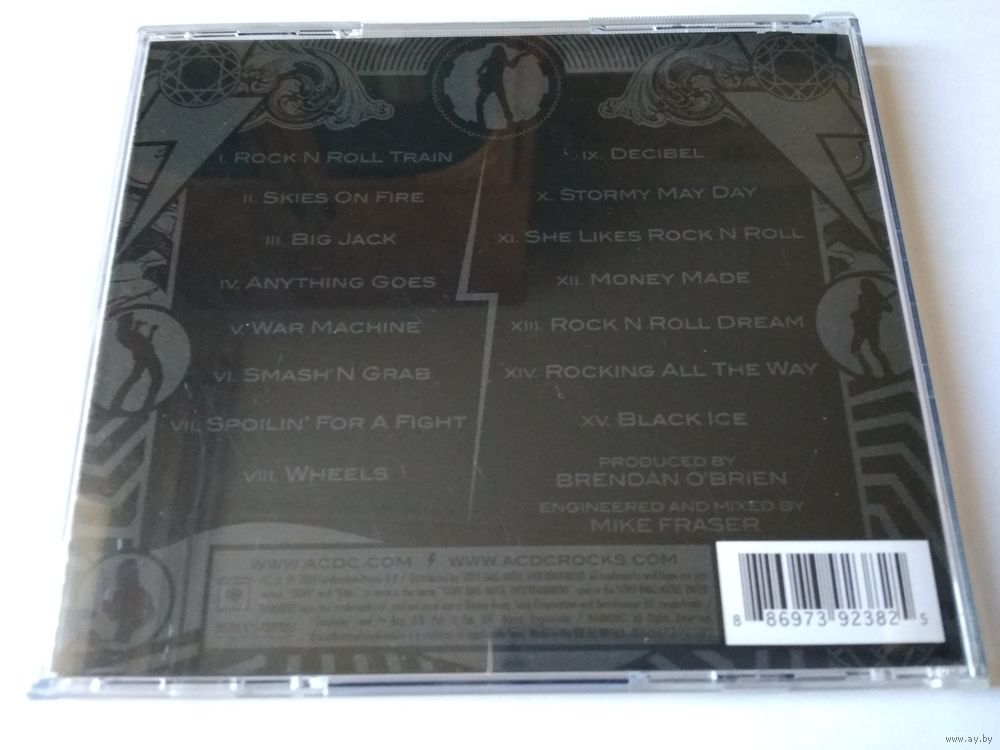 I. ROCK N ROLL TRAIN
II. SKIES ON FIRE
III. BIG JACK
IV. ANYTHING GOES
V. WAR MACHINE
VI. SMASH 'N GRAB
VII. SPOILIN' FOR A FIGHT
VIII. WHEELS
IX. DECIBEL
X. STORMY MAY DAY
XI. SHE LIKES ROCK N ROLL
XII. MONEY MADE
XIII. ROCK N ROLL DREAM
XIV. ROCKING ALL THE WAY
XV. BLACK ICE
PRODUCED BY
BRENDAN O'BRIEN
ENGINEERED AND MIXED BY
MIKE FRASER
WWW.ACDC.COM WWW.ACDCROCKS.COM
8 86973 92382 5
www.ay.by